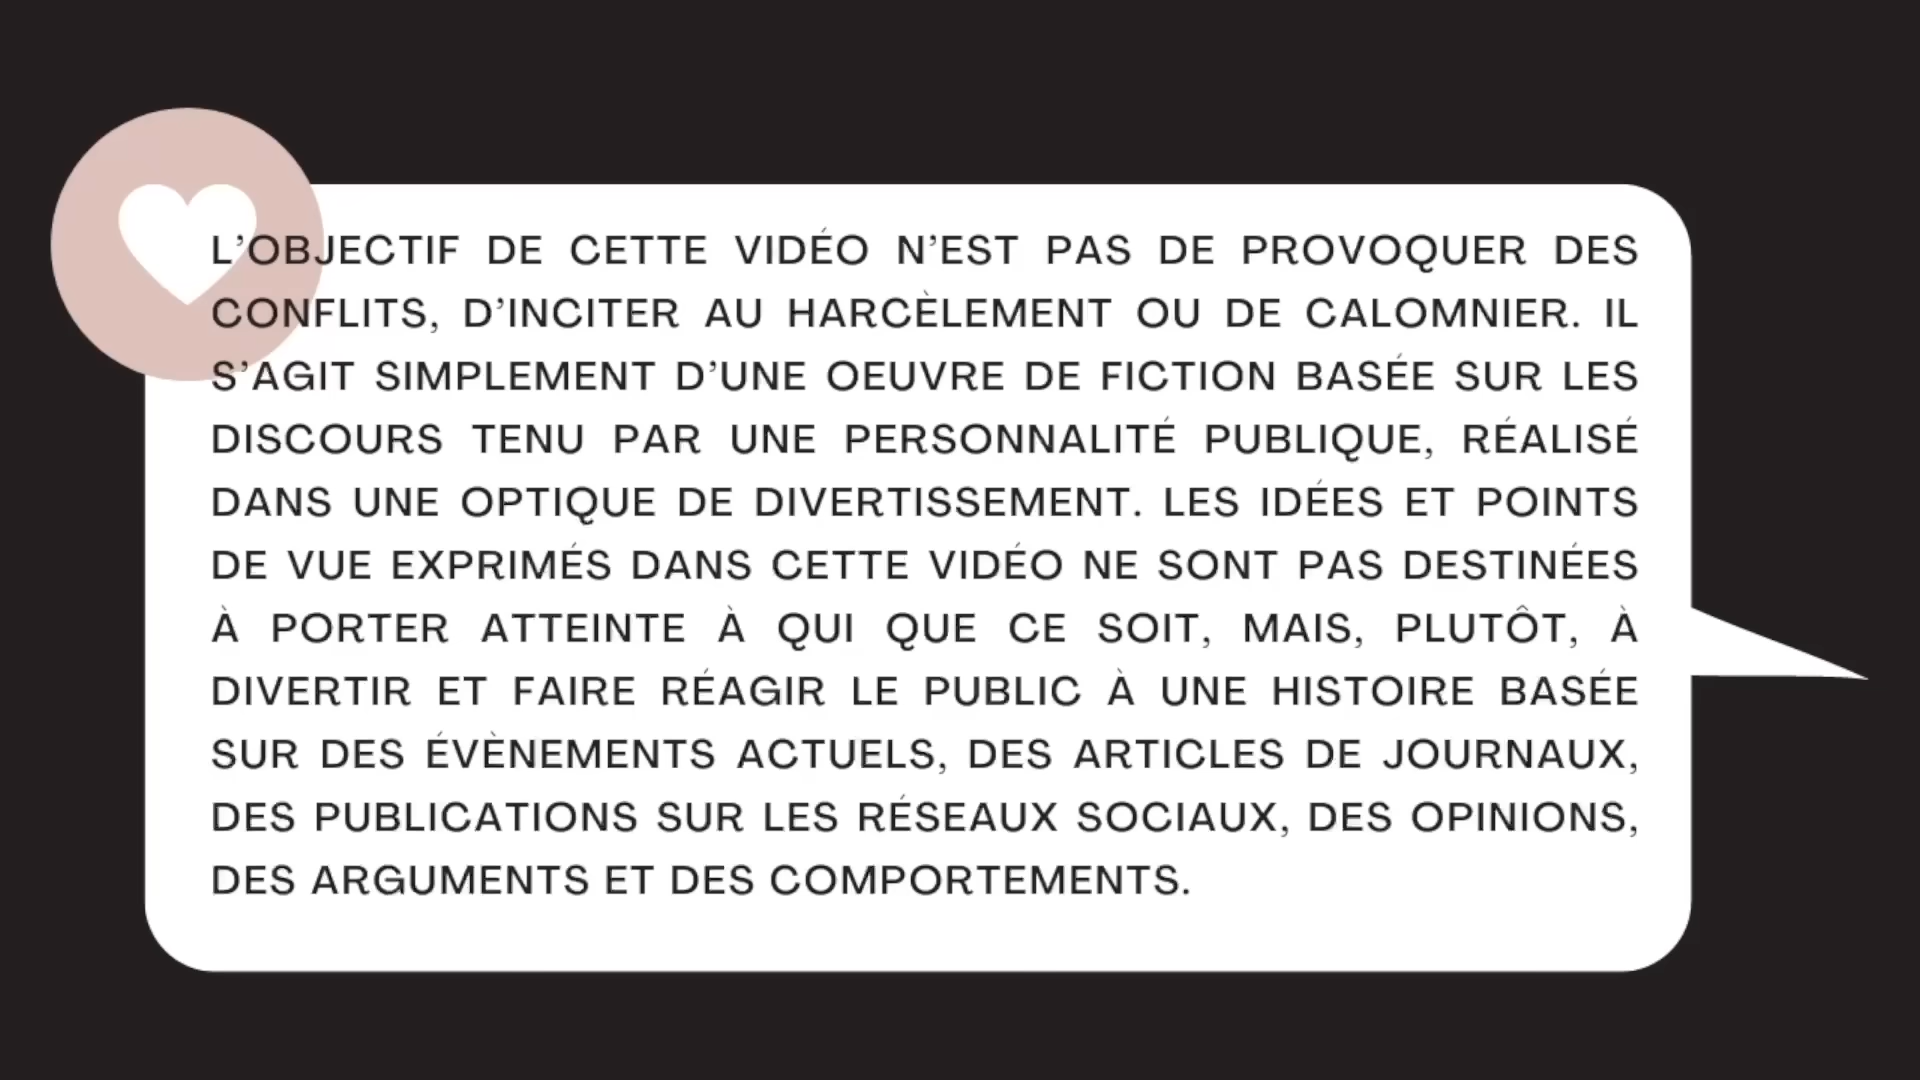 L’OBJECTIF DE CETTE VIDÉO N’EST PAS DE PROVOQUER DES
CONFLITS, D’INCITER AU HARCÈLEMENT OU DE CALOMNIER. IL
S’AGIT SIMPLEMENT D’UNE OEUVRE DE FICTION BASÉE SUR LES
DISCOURS TENU PAR UNE PERSONNALITÉ PUBLIQUE, RÉALISÉ
DANS UNE OPTIQUE DE DIVERTISSEMENT. LES IDÉES ET POINTS
DE VUE EXPRIMÉS DANS CETTE VIDÉO NE SONT PAS DESTINÉES
À PORTER ATTEINTE À QUI QUE CE SOIT, MAIS, PLUTÔT, À
DIVERTIR ET FAIRE RÉAGIR LE PUBLIC À UNE HISTOIRE BASÉE
SUR DES ÉVÈNEMENTS ACTUELS, DES ARTICLES DE JOURNAUX,
DES PUBLICATIONS SUR LES RÉSEAUX SOCIAUX, DES OPINIONS,
DES ARGUMENTS ET DES COMPORTEMENTS.